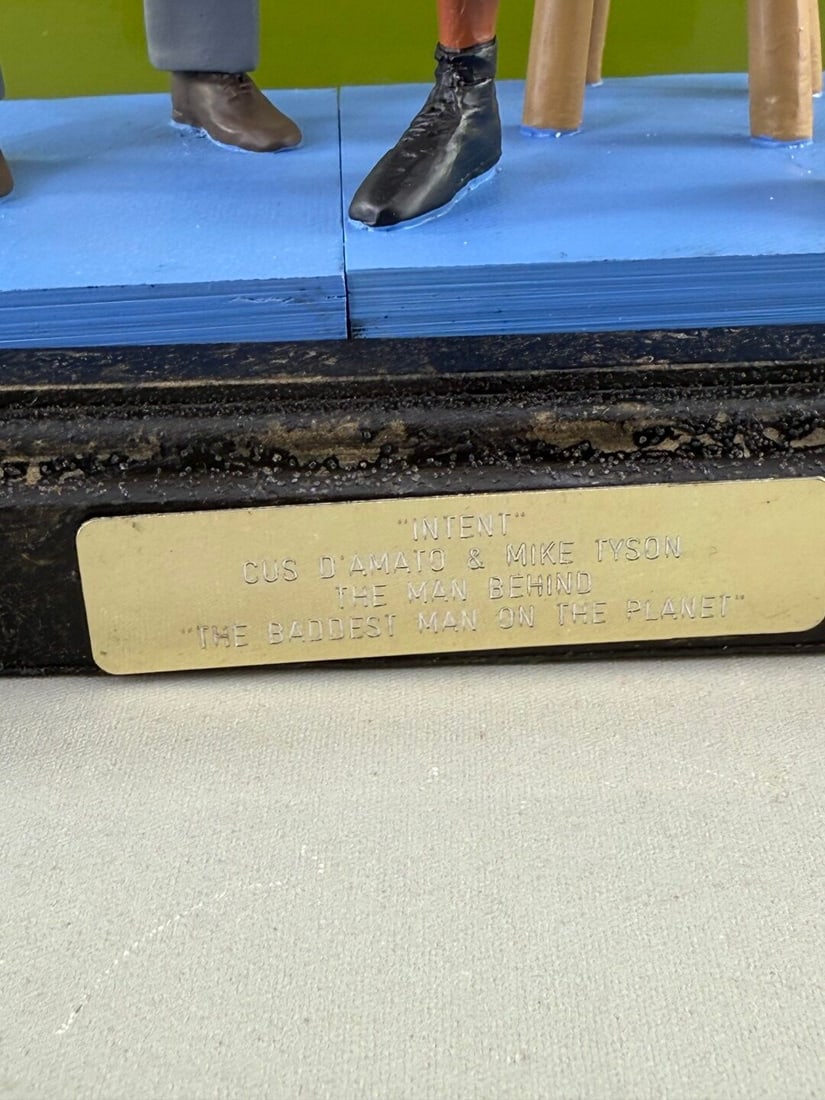 "INTENT"
CUS D'AMATO & MIKE TYSON
THE MAN BEHIND
"THE BADDEST MAN ON THE PLANET"